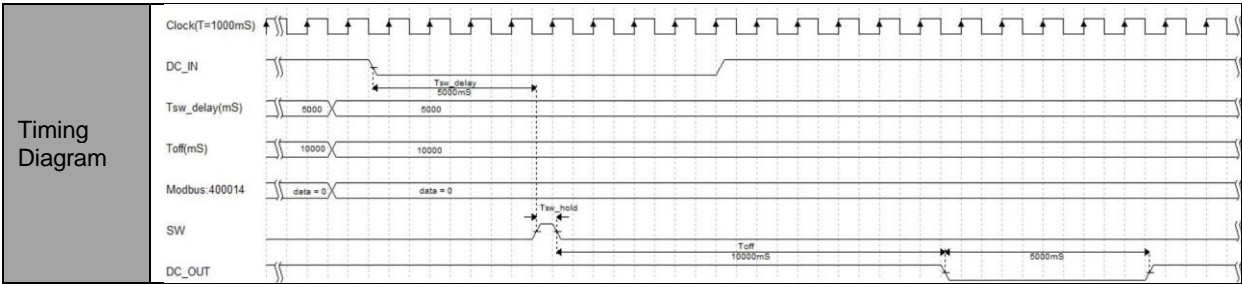 Timing
Diagram
Clock(T=1000mS)
DC_IN
Tsw_delay
5000mS
Tsw_delay(mS) 5000 5000
Toff(mS) 10000 10000
Modbus:400014 data = 0 data = 0
Tsw_hold
SW
Toff
10000mS 5000mS
DC_OUT